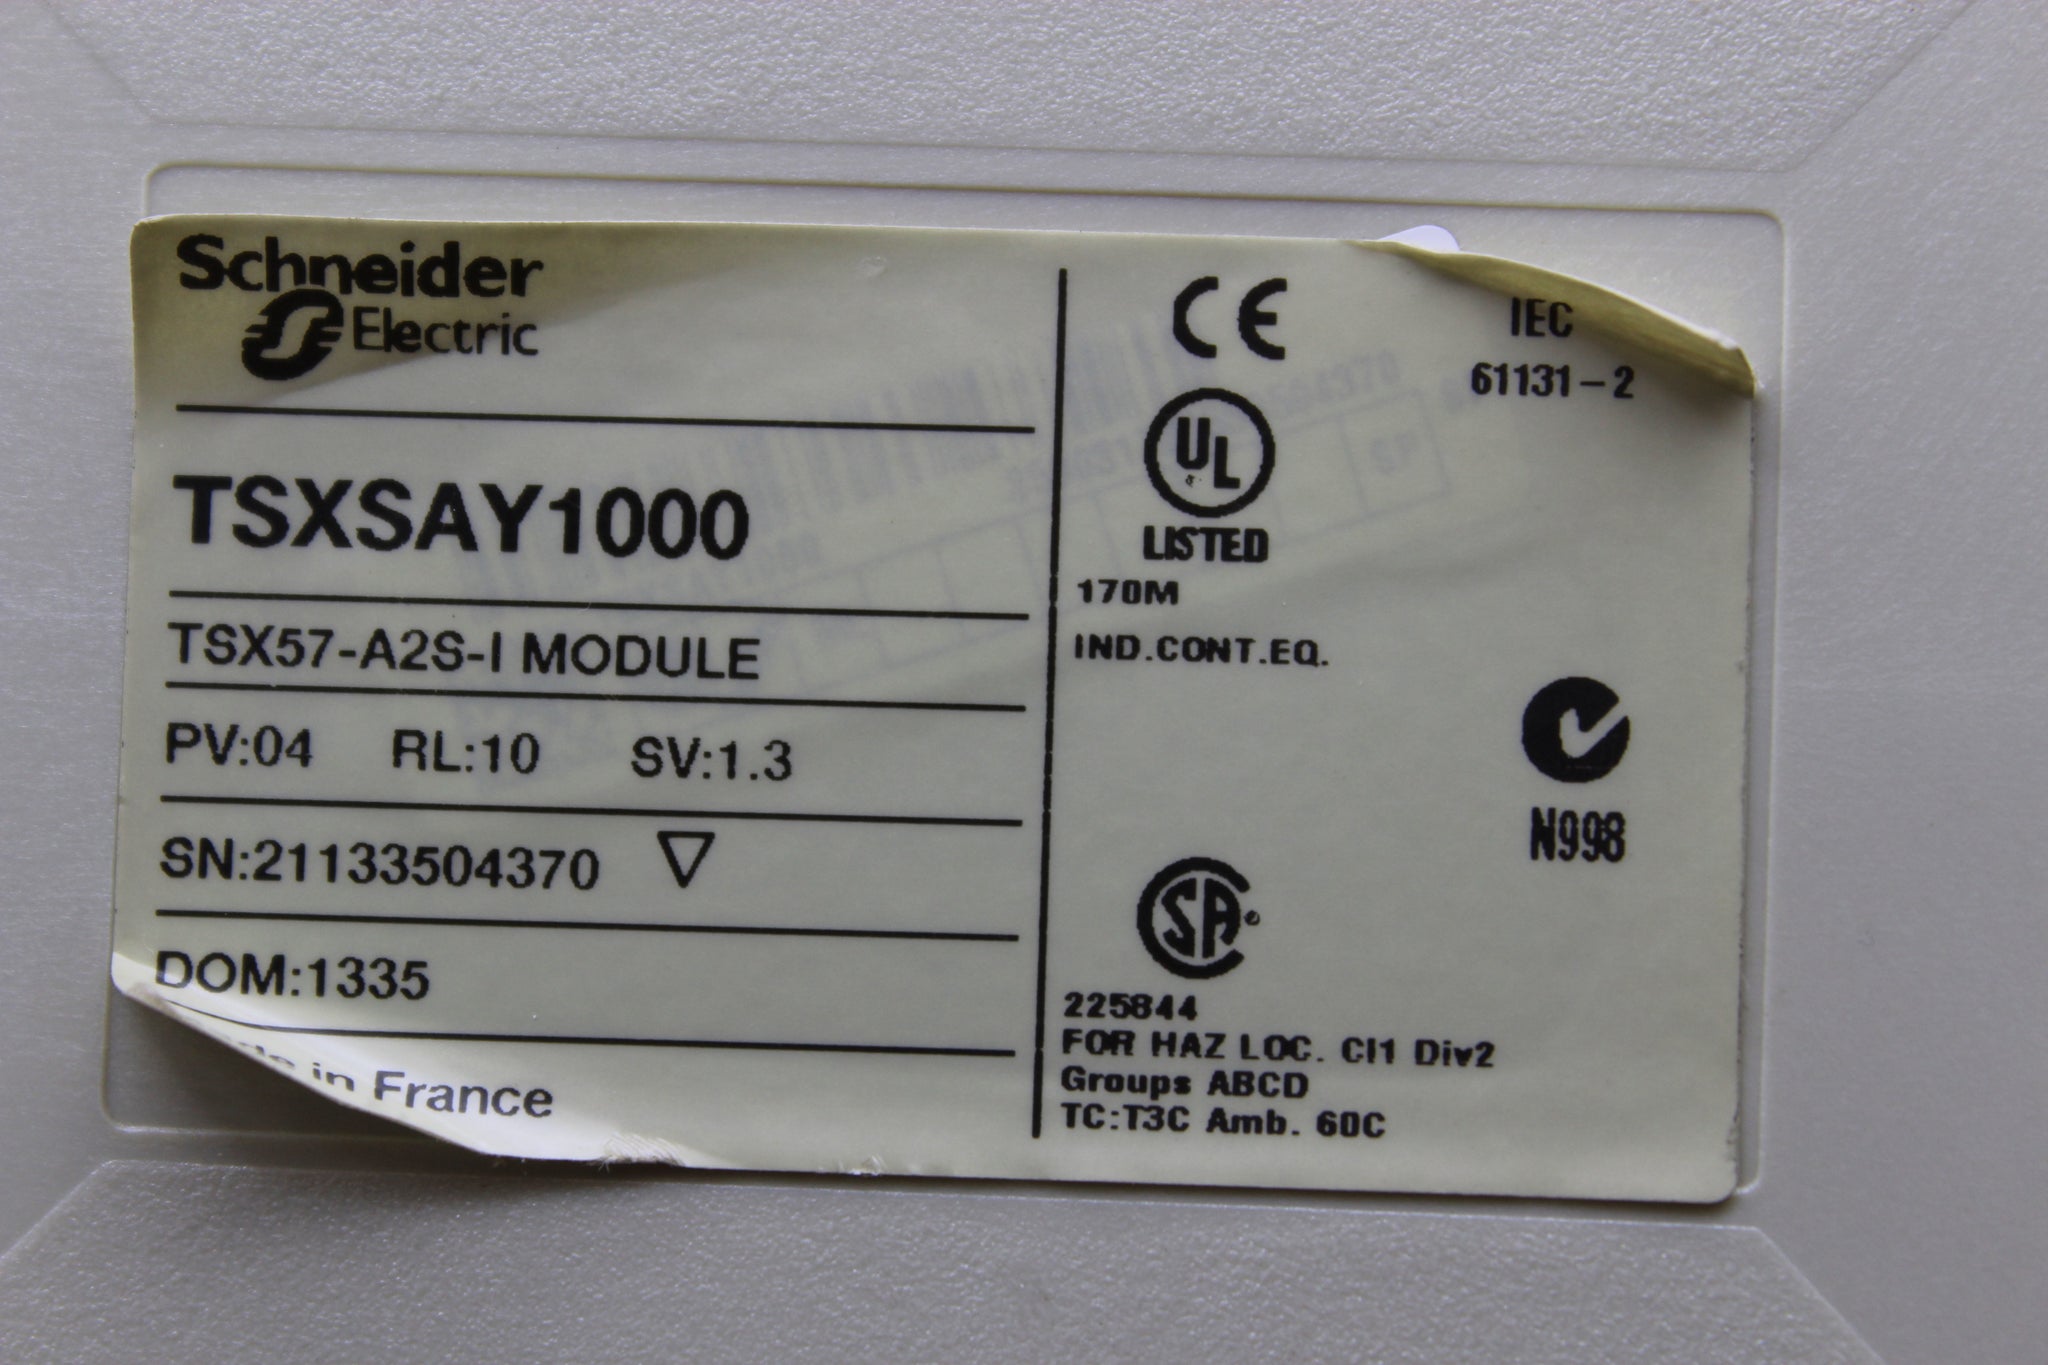 Schneider
Electric
TSXSAY1000
TSX57-A2S-I MODULE
PV:04 RL:10 SV:1.3
SN:21133504370
DOM:1335
in France
CE
IEC
61131-2
UL
LISTED
170M
IND.CONT.EQ.
N998
SA
225844
FOR HAZ LOC. Cl1 Div2
Groups ABCD
TC:T3C Amb. 60C